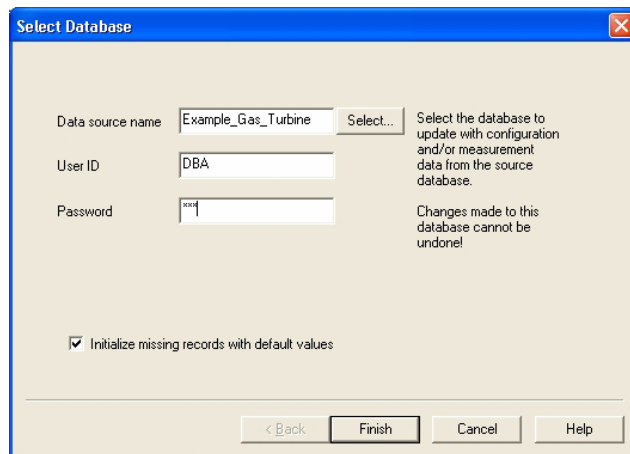 Select Database
Data source name
Example_Gas_Turbine
Select...
User ID
DBA
Password
***
Select the database to
update with configuration
and/or measurement
data from the source
database.
Changes made to this
database cannot be
undone!
Initialize missing records with default values
< Back
Finish
Cancel
Help